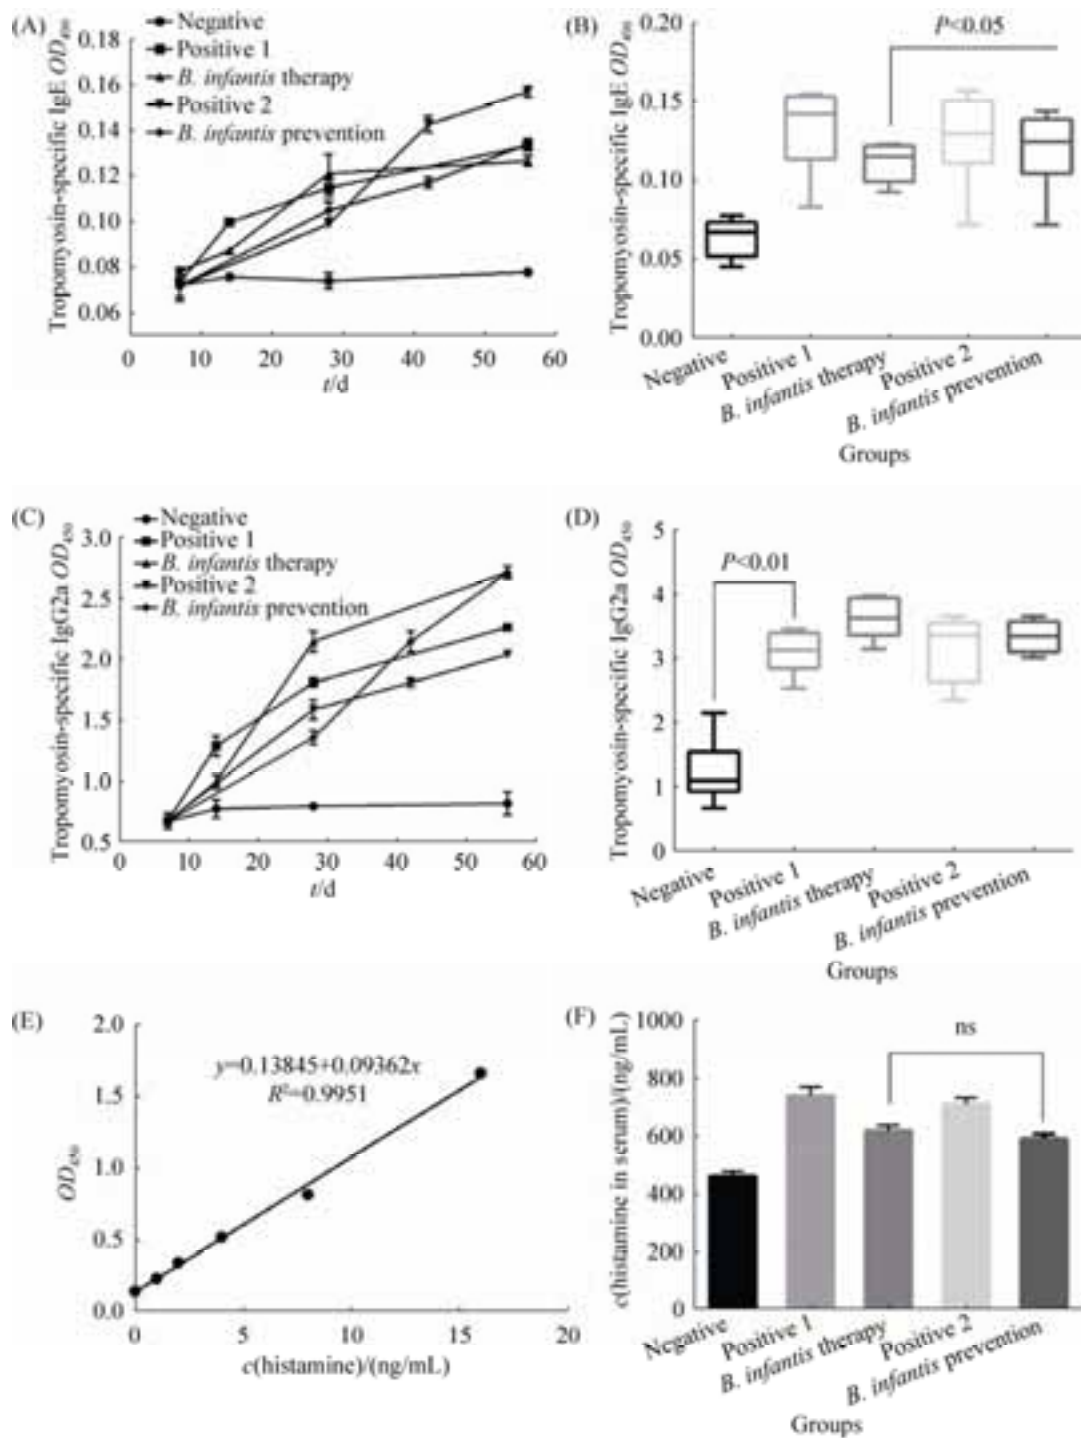 (A)
Negative
Positive 1
B. infantis therapy
Positive 2
B. infantis prevention
Tropomyosin-specific IgE OD450
0.18
0.16
0.14
0.12
0.10
0.08
0.06
0 10 20 30 40 50 60
t/d
(B)
P<0.05
Tropomyosin-specific IgE OD450
0.20
0.15
0.10
0.05
0.00
Negative
Positive 1
B. infantis therapy
Positive 2
B. infantis prevention
Groups
(C)
Negative
Positive 1
B. infantis therapy
Positive 2
B. infantis prevention
Tropomyosin-specific IgG2a OD450
3.0
2.5
2.0
1.5
1.0
0.5
0 10 20 30 40 50 60
t/d
(D)
P<0.01
Tropomyosin-specific IgG2a OD450
5
4
3
2
1
0
Negative
Positive 1
B. infantis therapy
Positive 2
B. infantis prevention
Groups
(E)
y=0.13845+0.09362x
R²=0.9951
OD450
2.0
1.5
1.0
0.5
0.0
0 5 10 15 20
c(histamine)/(ng/mL)
(F)
ns
c(histamine in serum)/(ng/mL)
1000
800
600
400
200
0
Negative
Positive 1
B. infantis therapy
Positive 2
B. infantis prevention
Groups